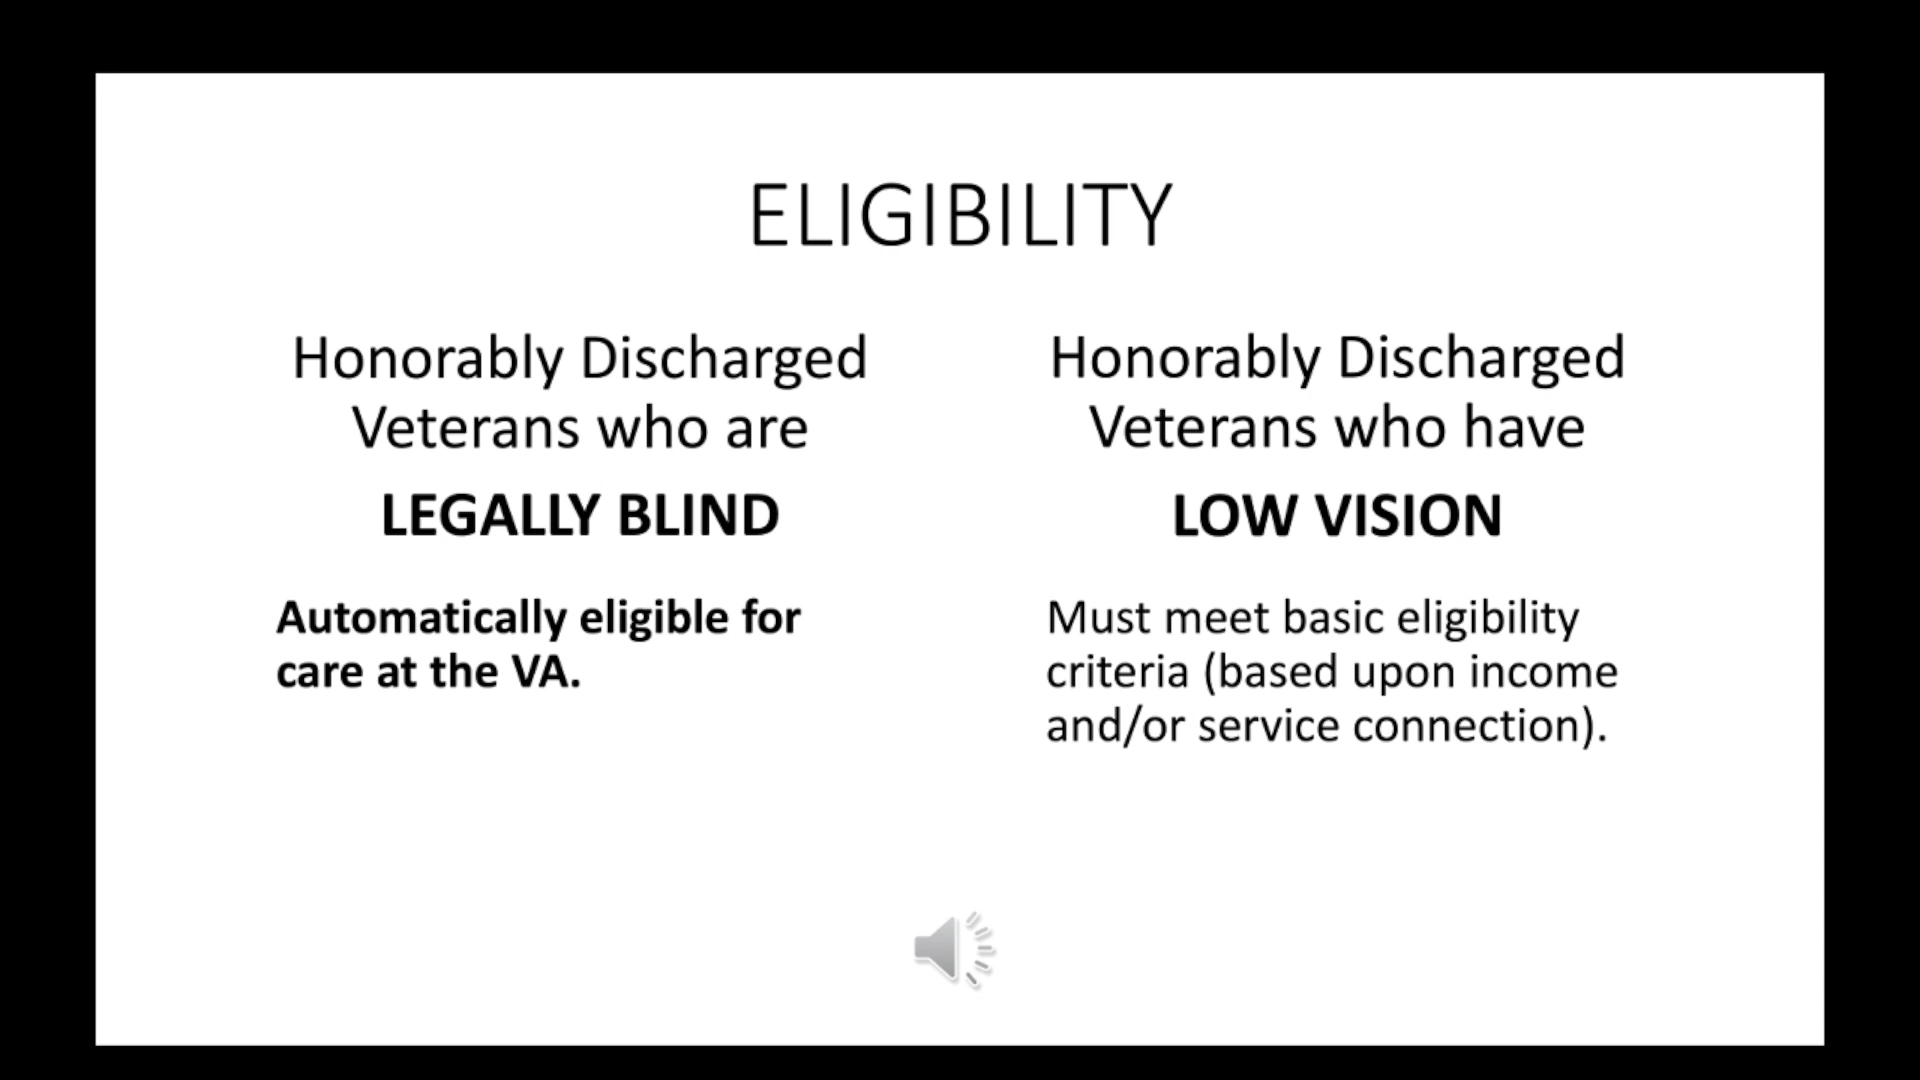 ELIGIBILITY
Honorably Discharged
Veterans who are
LEGALLY BLIND
Automatically eligible for
care at the VA.
Honorably Discharged
Veterans who have
LOW VISION
Must meet basic eligibility
criteria (based upon income
and/or service connection).